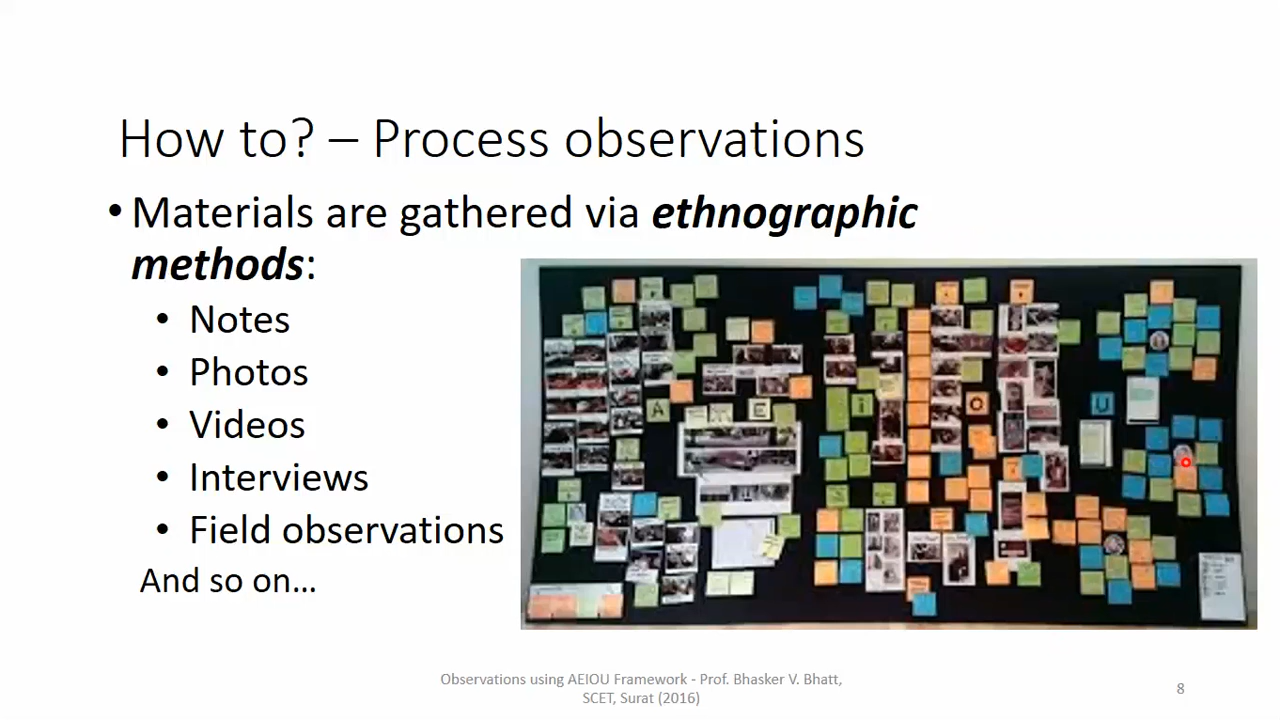 How to? – Process observations
• Materials are gathered via ethnographic
methods:
• Notes
• Photos
• Videos
• Interviews
• Field observations
And so on…
A E I O U
Observations using AEIOU Framework - Prof. Bhasker V. Bhatt,
SCET, Surat (2016)
8